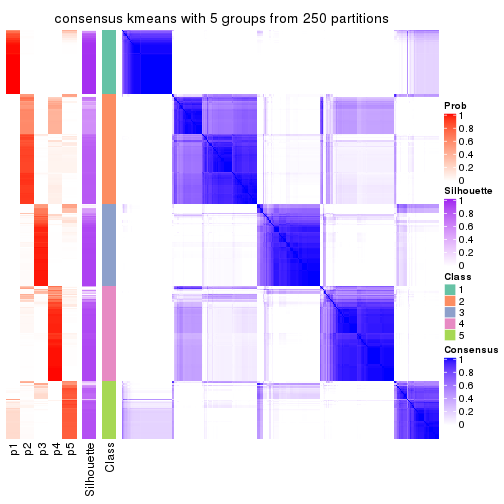 consensus kmeans with 5 groups from 250 partitions
Prob
1
0.8
0.6
0.4
0.2
0
Silhouette
1
0.8
0.6
0.4
0.2
0
Class
1
2
3
4
5
Consensus
1
0.8
0.6
0.4
0.2
0
p1
p2
p3
p4
p5
Silhouette
Class